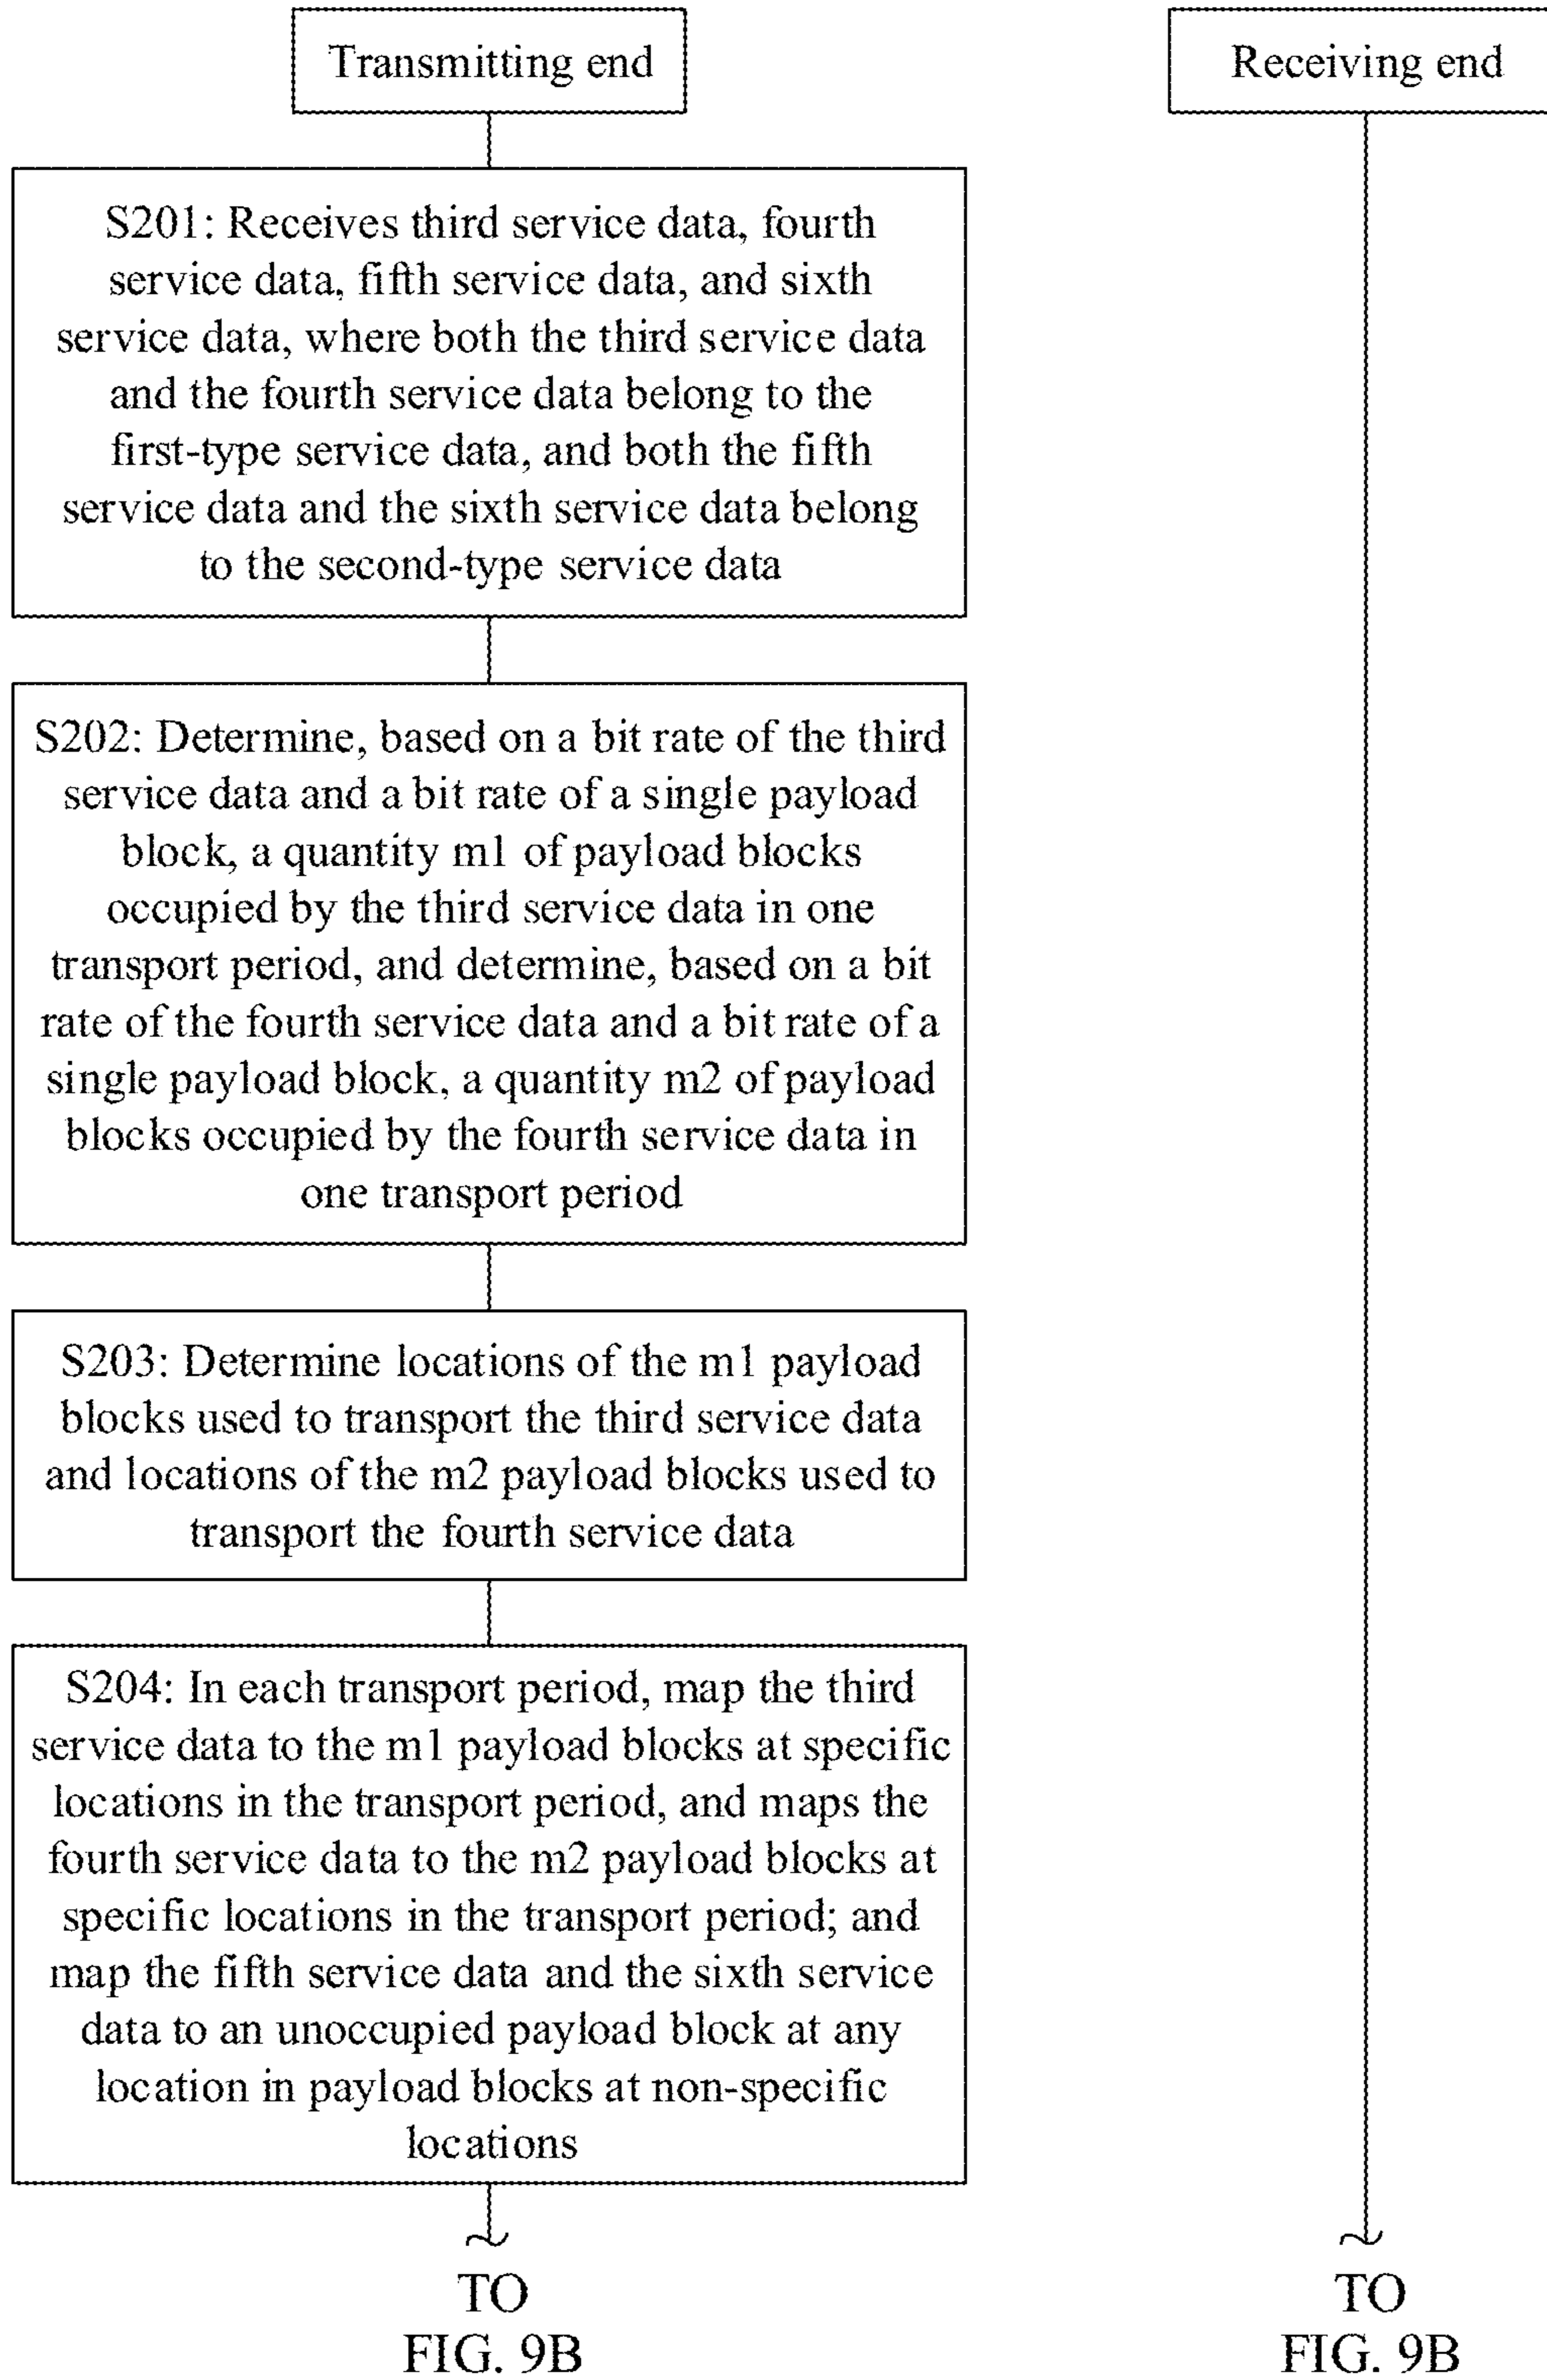 Transmitting end
Receiving end
S201: Receives third service data, fourth
service data, fifth service data, and sixth
service data, where both the third service data
and the fourth service data belong to the
first-type service data, and both the fifth
service data and the sixth service data belong
to the second-type service data
S202: Determine, based on a bit rate of the third
service data and a bit rate of a single payload
block, a quantity m1 of payload blocks
occupied by the third service data in one
transport period, and determine, based on a bit
rate of the fourth service data and a bit rate of a
single payload block, a quantity m2 of payload
blocks occupied by the fourth service data in
one transport period
S203: Determine locations of the m1 payload
blocks used to transport the third service data
and locations of the m2 payload blocks used to
transport the fourth service data
S204: In each transport period, map the third
service data to the m1 payload blocks at specific
locations in the transport period, and maps the
fourth service data to the m2 payload blocks at
specific locations in the transport period; and
map the fifth service data and the sixth service
data to an unoccupied payload block at any
location in payload blocks at non-specific
locations
TO
FIG. 9B
TO
FIG. 9B